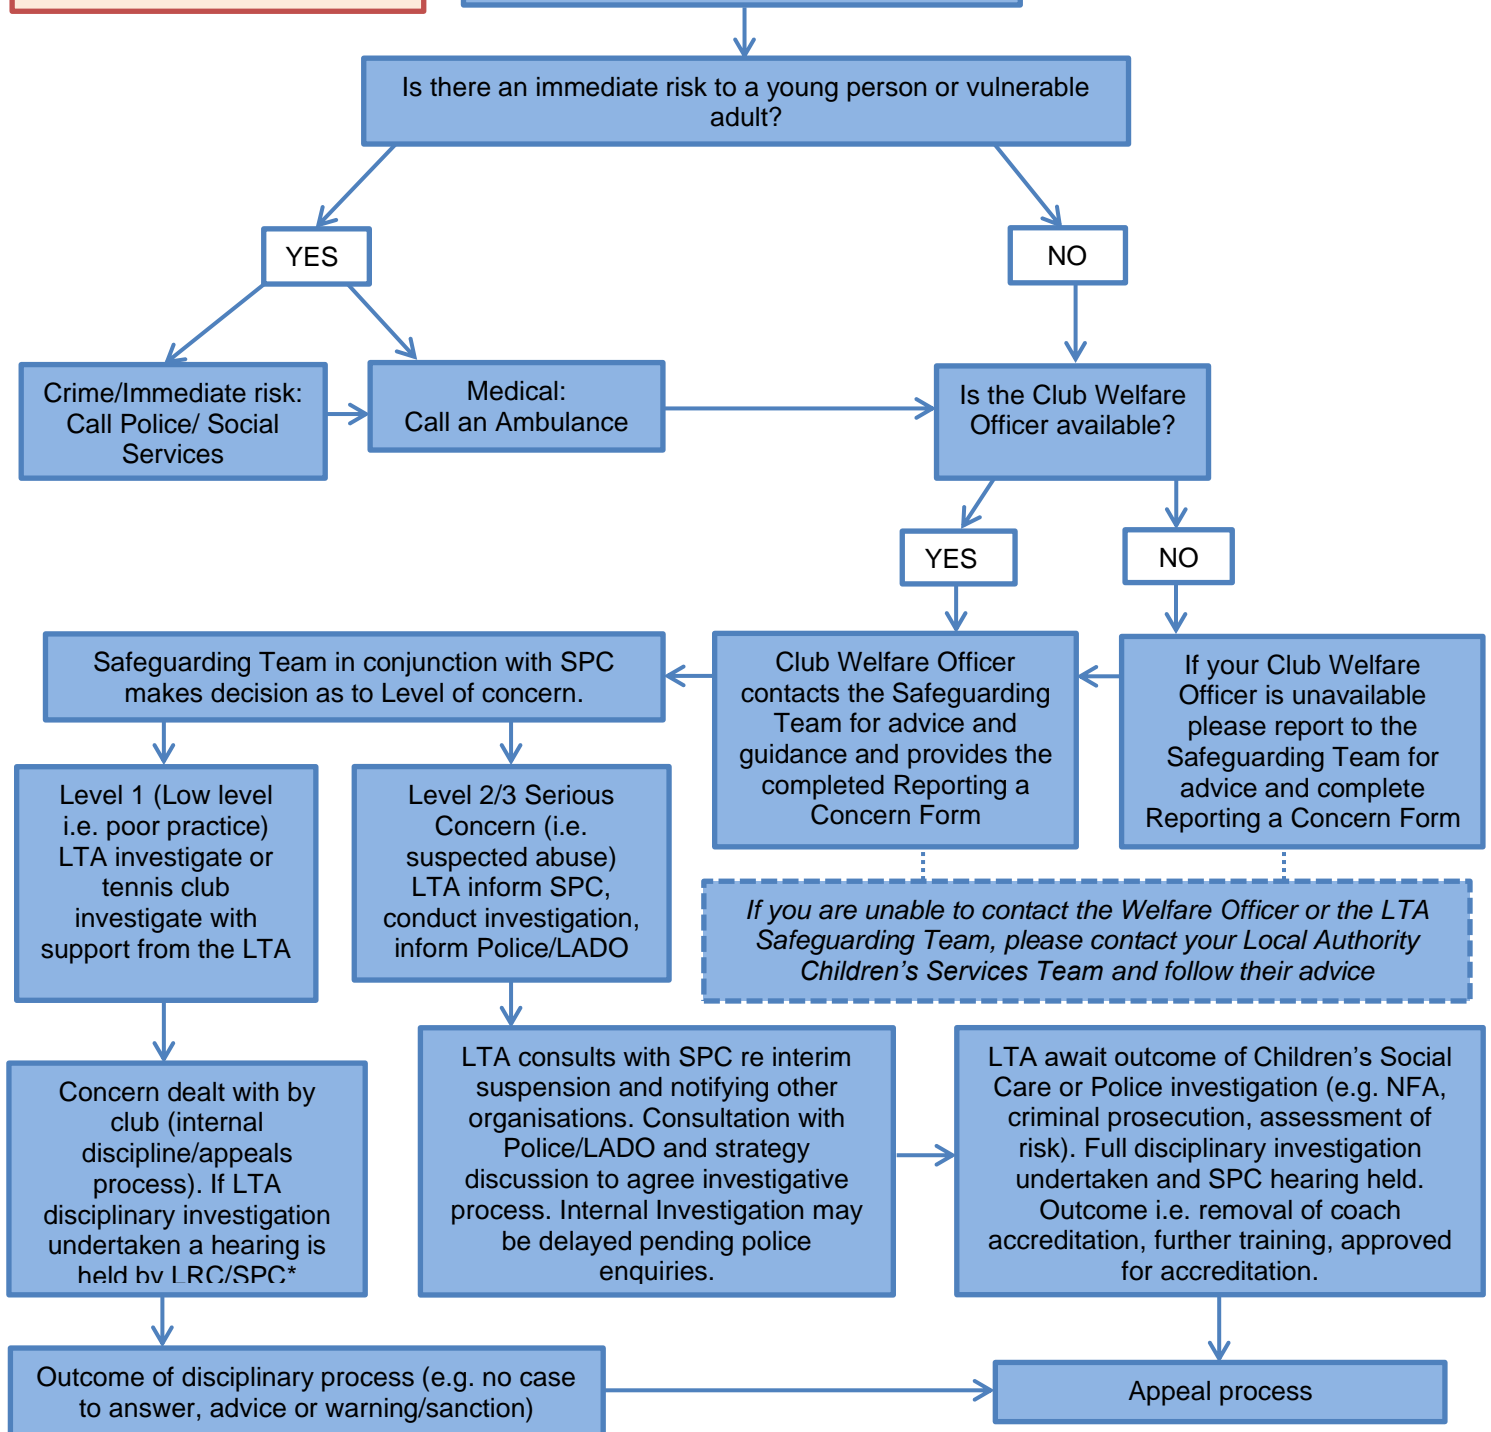 Is there an immediate risk to a young person or vulnerable
adult?
YES
NO
Crime/Immediate risk:
Call Police/ Social
Services
Medical:
Call an Ambulance
Is the Club Welfare
Officer available?
YES
NO
Safeguarding Team in conjunction with SPC
makes decision as to Level of concern.
Club Welfare Officer
contacts the Safeguarding
Team for advice and
guidance and provides the
completed Reporting a
Concern Form
If your Club Welfare
Officer is unavailable
please report to the
Safeguarding Team for
advice and complete
Reporting a Concern Form
Level 1 (Low level
i.e. poor practice)
LTA investigate or
tennis club
investigate with
support from the LTA
Level 2/3 Serious
Concern (i.e.
suspected abuse)
LTA inform SPC,
conduct investigation,
inform Police/LADO
If you are unable to contact the Welfare Officer or the LTA
Safeguarding Team, please contact your Local Authority
Children’s Services Team and follow their advice
Concern dealt with by
club (internal
discipline/appeals
process). If LTA
disciplinary investigation
undertaken a hearing is
held by LRC/SPC*
LTA consults with SPC re interim
suspension and notifying other
organisations. Consultation with
Police/LADO and strategy
discussion to agree investigative
process. Internal Investigation may
be delayed pending police
enquiries.
LTA await outcome of Children’s Social
Care or Police investigation (e.g. NFA,
criminal prosecution, assessment of
risk). Full disciplinary investigation
undertaken and SPC hearing held.
Outcome i.e. removal of coach
accreditation, further training, approved
for accreditation.
Outcome of disciplinary process (e.g. no case
to answer, advice or warning/sanction)
Appeal process